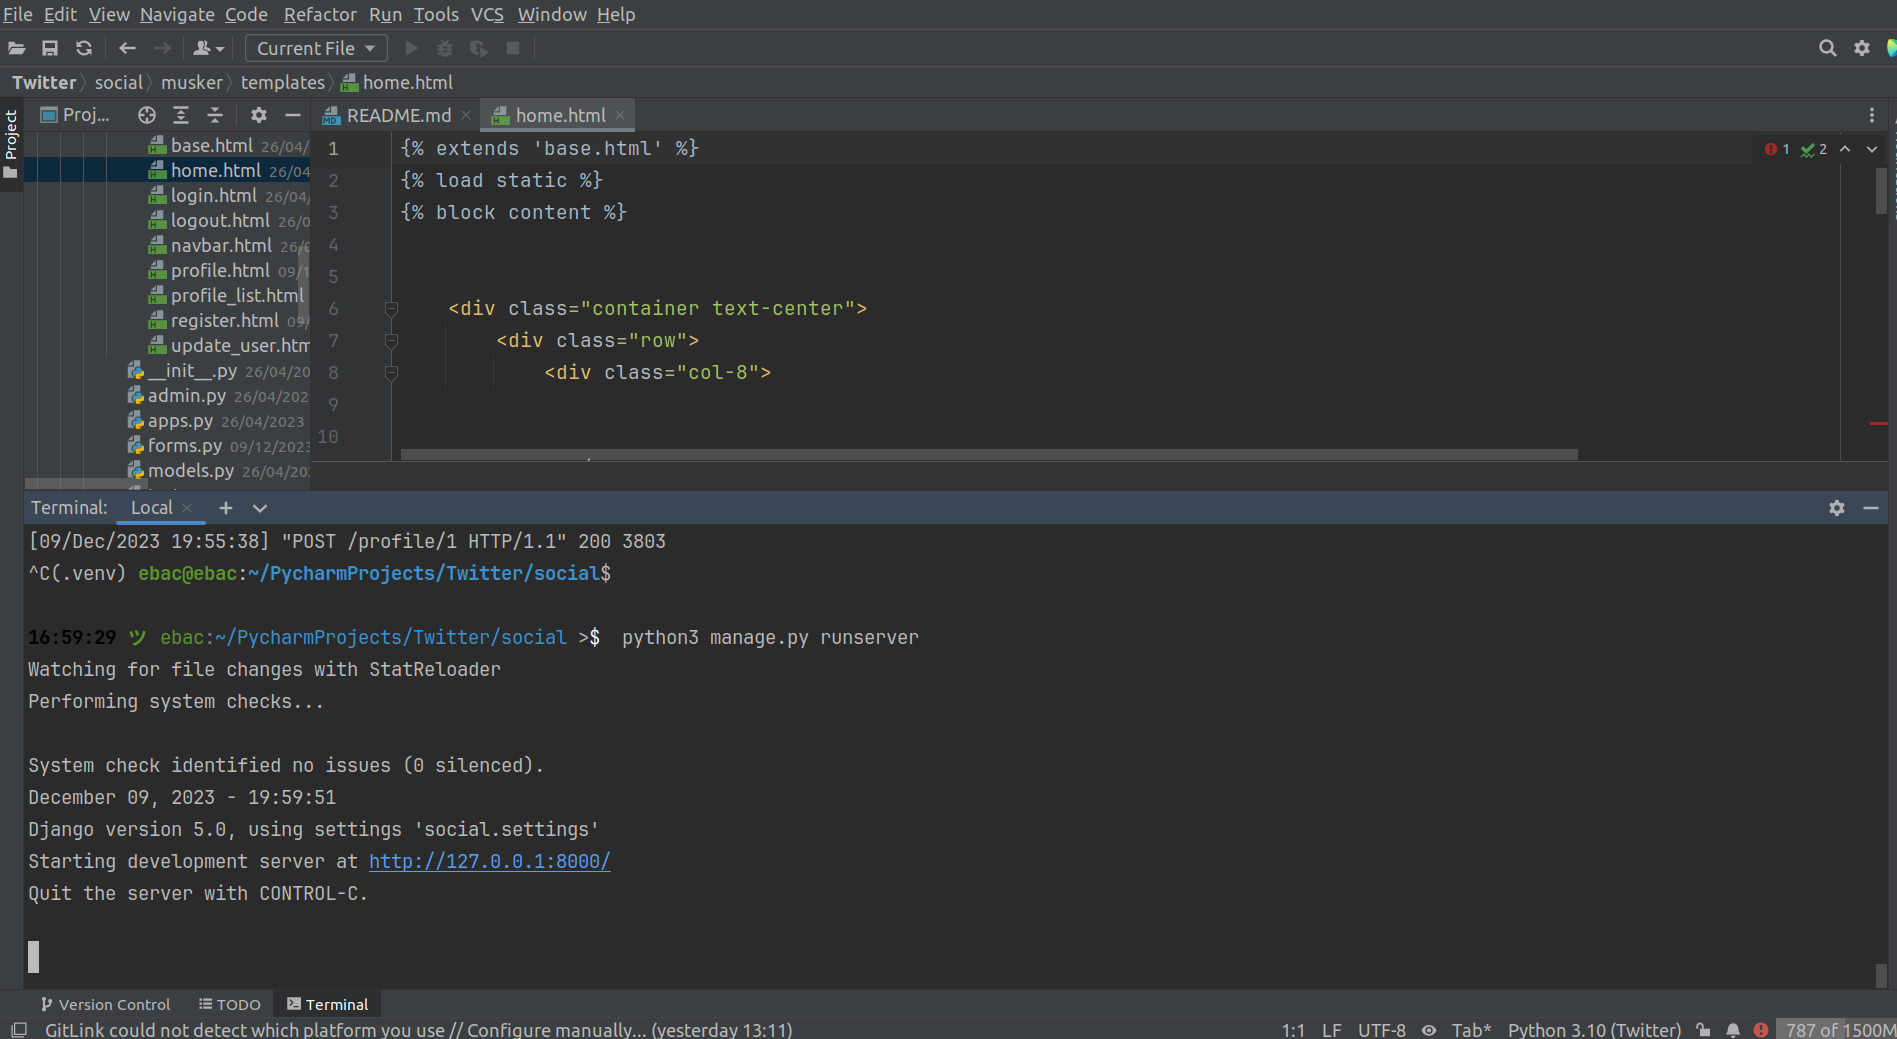 File Edit View Navigate Code Refactor Run Tools VCS Window Help
Current File
Twitter social musker templates home.html
Project
Proj...
README.md
home.html
base.html 26/04/
home.html 26/04
login.html 26/04/
logout.html 26/0
navbar.html 26/0
profile.html 09/1
profile_list.html
register.html 09/
update_user.htm
__init__.py 26/04/20
admin.py 26/04/202
apps.py 26/04/2023
forms.py 09/12/2023
models.py 26/04/20
1 {% extends 'base.html' %}
1 2
2 {% load static %}
3 {% block content %}
4
5
6 <div class="container text-center">
7 <div class="row">
8 <div class="col-8">
9
10
Terminal: Local
[09/Dec/2023 19:55:38] "POST /profile/1 HTTP/1.1" 200 3803
^C(.venv) ebac@ebac:~/PycharmProjects/Twitter/social$
16:59:29 ツ ebac:~/PycharmProjects/Twitter/social >$ python3 manage.py runserver
Watching for file changes with StatReloader
Performing system checks...
System check identified no issues (0 silenced).
December 09, 2023 - 19:59:51
Django version 5.0, using settings 'social.settings'
Starting development server at http://127.0.0.1:8000/
Quit the server with CONTROL-C.
Version Control TODO Terminal
GitLink could not detect which platform you use // Configure manually... (yesterday 13:11)
1:1 LF UTF-8 Tab* Python 3.10 (Twitter) 787 of 1500M